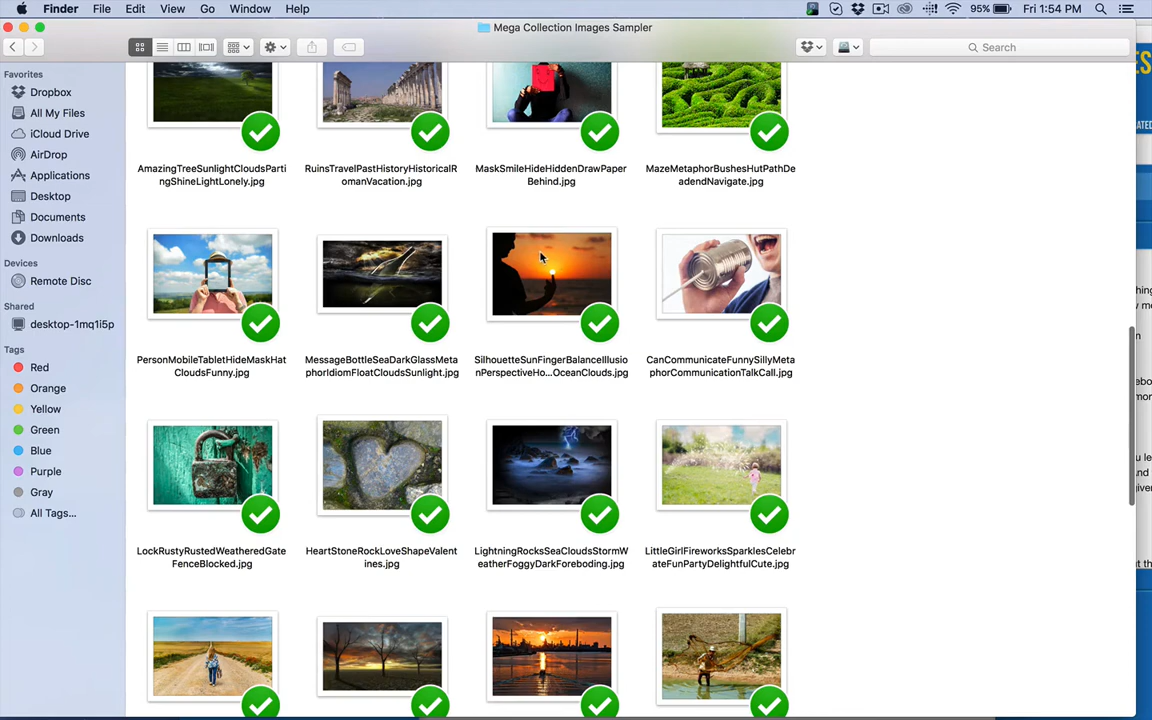 Finder File Edit View Go Window Help 95% Fri 1:54 PM
Mega Collection Images Sampler
Search
Favorites
Dropbox
All My Files
iCloud Drive
AirDrop
Applications
Desktop
Documents
Downloads
Devices
Remote Disc
Shared
desktop-1mq1i5p
Tags
Red
Orange
Yellow
Green
Blue
Purple
Gray
All Tags...
AmazingTreeSunlightCloudsParti
ngShineLightLonely.jpg
RuinsTravelPastHistoryHistoricalR
omanVacation.jpg
MaskSmileHideHiddenDrawPaper
Behind.jpg
MazeMetaphorBushesHutPathDe
adendNavigate.jpg
PersonMobileTabletHideMaskHat
CloudsFunny.jpg
MessageBottleSeaDarkGlassMeta
phorIdiomFloatCloudsSunlight.jpg
SilhouetteSunFingerBalanceIllusio
nPerspectiveHo...OceanClouds.jpg
CanCommunicateFunnySillyMeta
phorCommunicationTalkCall.jpg
LockRustyRustedWeatheredGate
FenceBlocked.jpg
HeartStoneRockLoveShapeValent
ines.jpg
LightningRocksSeaCloudsStormW
eatherFoggyDarkForeboding.jpg
LittleGirlFireworksSparklesCelebr
ateFunPartyDelightfulCute.jpg